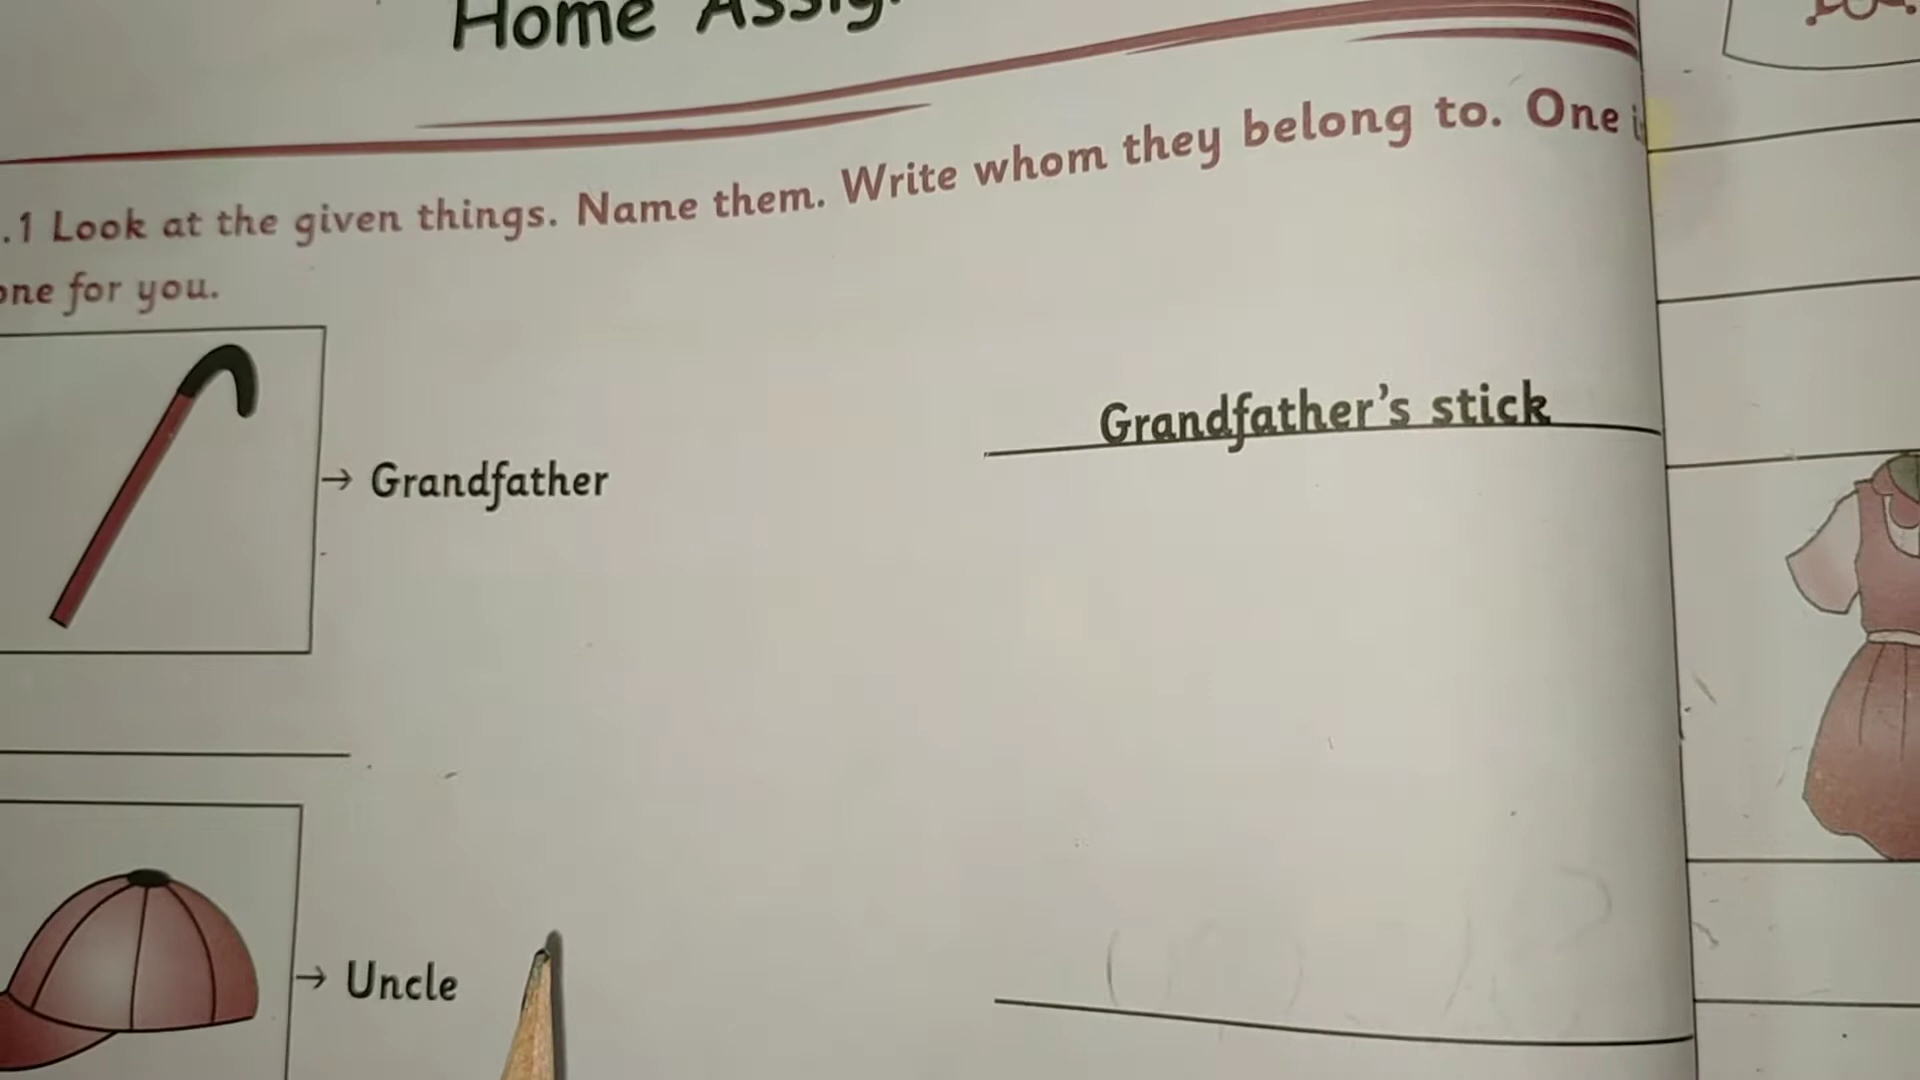 Home
.1 Look at the given things. Name them. Write whom they belong to. One
one for you.
Grandfather's stick
→ Grandfather
→ Uncle